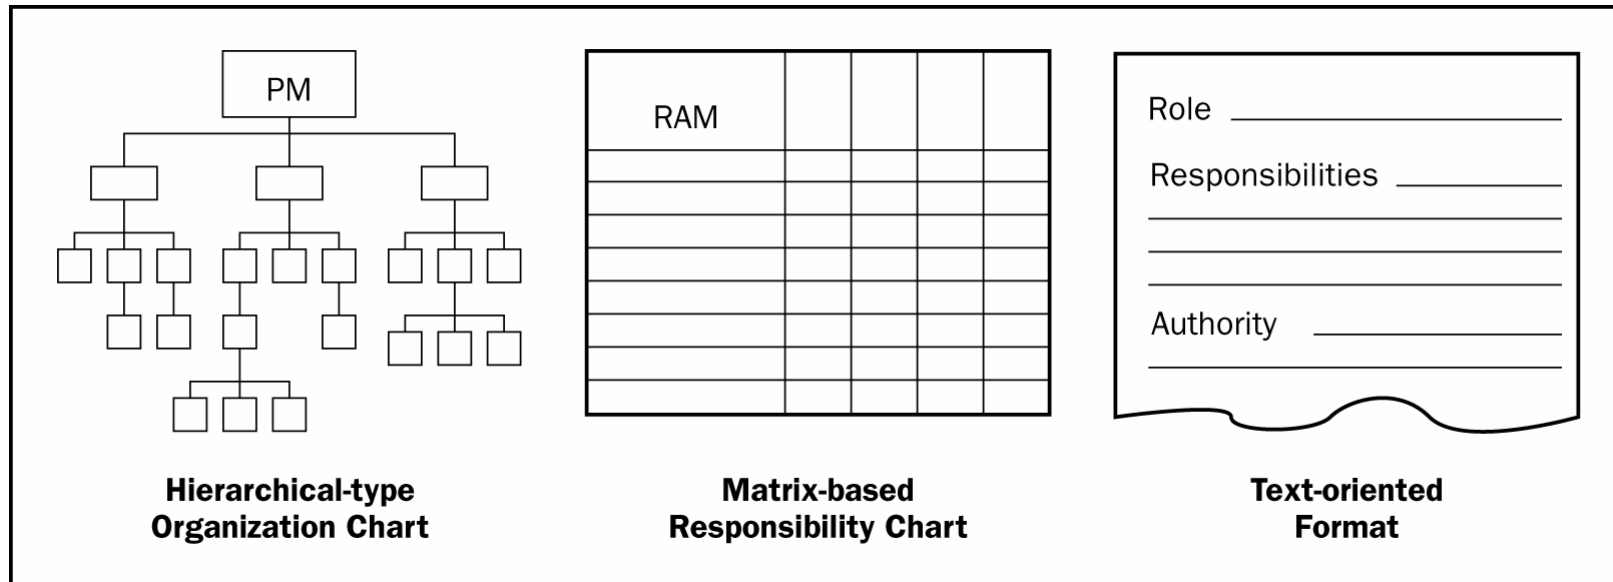 PM
Hierarchical-type
Organization Chart
RAM
Matrix-based
Responsibility Chart
Role
Responsibilities
Authority
Text-oriented
Format